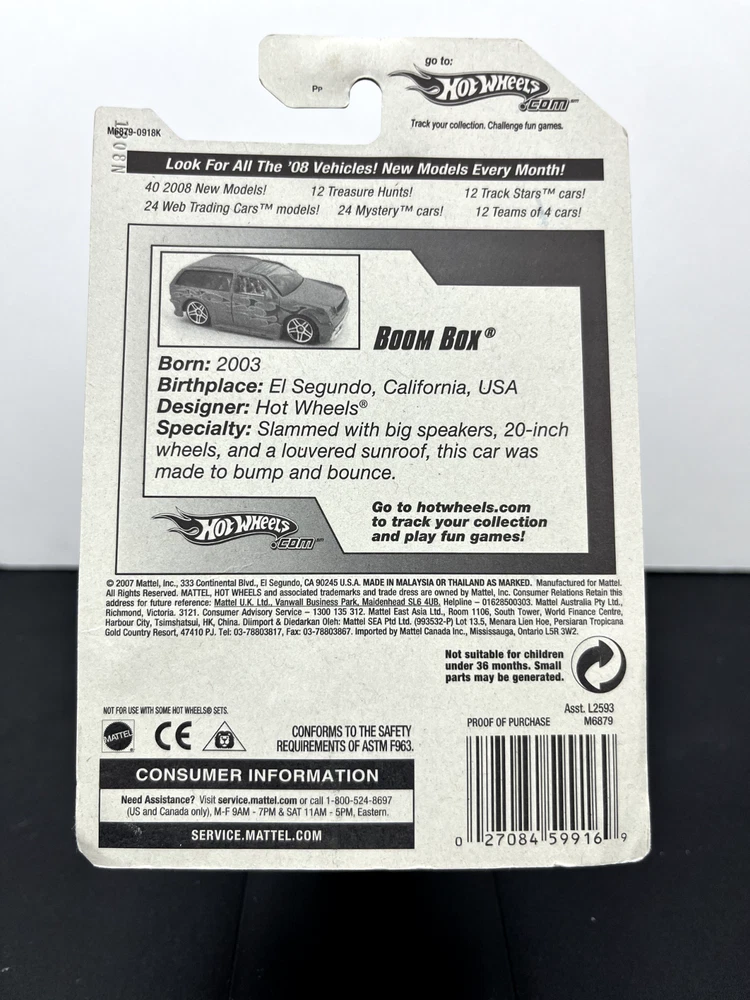 go to:
Pp
HOT WHEELS
.COM™
Track your collection. Challenge fun games.
M6879-0918K
1808N
Look For All The '08 Vehicles! New Models Every Month!
40 2008 New Models! 12 Treasure Hunts! 12 Track Stars™ cars!
24 Web Trading Cars™ models! 24 Mystery™ cars! 12 Teams of 4 cars!
BOOM BOX®
Born: 2003
Birthplace: El Segundo, California, USA
Designer: Hot Wheels®
Specialty: Slammed with big speakers, 20-inch
wheels, and a louvered sunroof, this car was
made to bump and bounce.
HOT WHEELS
.COM™
Go to hotwheels.com
to track your collection
and play fun games!
© 2007 Mattel, Inc., 333 Continental Blvd., El Segundo, CA 90245 U.S.A. MADE IN MALAYSIA OR THAILAND AS MARKED. Manufactured for Mattel.
All Rights Reserved. MATTEL, HOT WHEELS and associated trademarks and trade dress are owned by Mattel, Inc. Consumer Relations Retain this
address for future reference: Mattel U.K. Ltd., Vanwall Business Park, Maidenhead SL6 4UB. Helpline – 01628500303. Mattel Australia Pty Ltd.,
Richmond, Victoria. 3121. Consumer Advisory Service – 1300 135 312. Mattel East Asia Ltd., Room 1106, South Tower, World Finance Centre,
Harbour City, Tsimshatsui, HK, China. Diimport & Diedarkan Oleh: Mattel SEA Ptd Ltd. (993532-P) Lot 13.5, Menara Lien Hoe, Persiaran Tropicana
Gold Country Resort, 47410 PJ. Tel: 03-78803817, Fax: 03-78803867. Imported by Mattel Canada Inc., Mississauga, Ontario L5R 3W2.
Not suitable for children
under 36 months. Small
parts may be generated.
Asst. L2593
PROOF OF PURCHASE M6879
NOT FOR USE WITH SOME HOT WHEELS® SETS.
MATTEL
CE
CONFORMS TO THE SAFETY
REQUIREMENTS OF ASTM F963.
CONSUMER INFORMATION
Need Assistance? Visit service.mattel.com or call 1-800-524-8697
(US and Canada only), M-F 9AM - 7PM & SAT 11AM - 5PM, Eastern.
SERVICE.MATTEL.COM
0 27084 59916 9